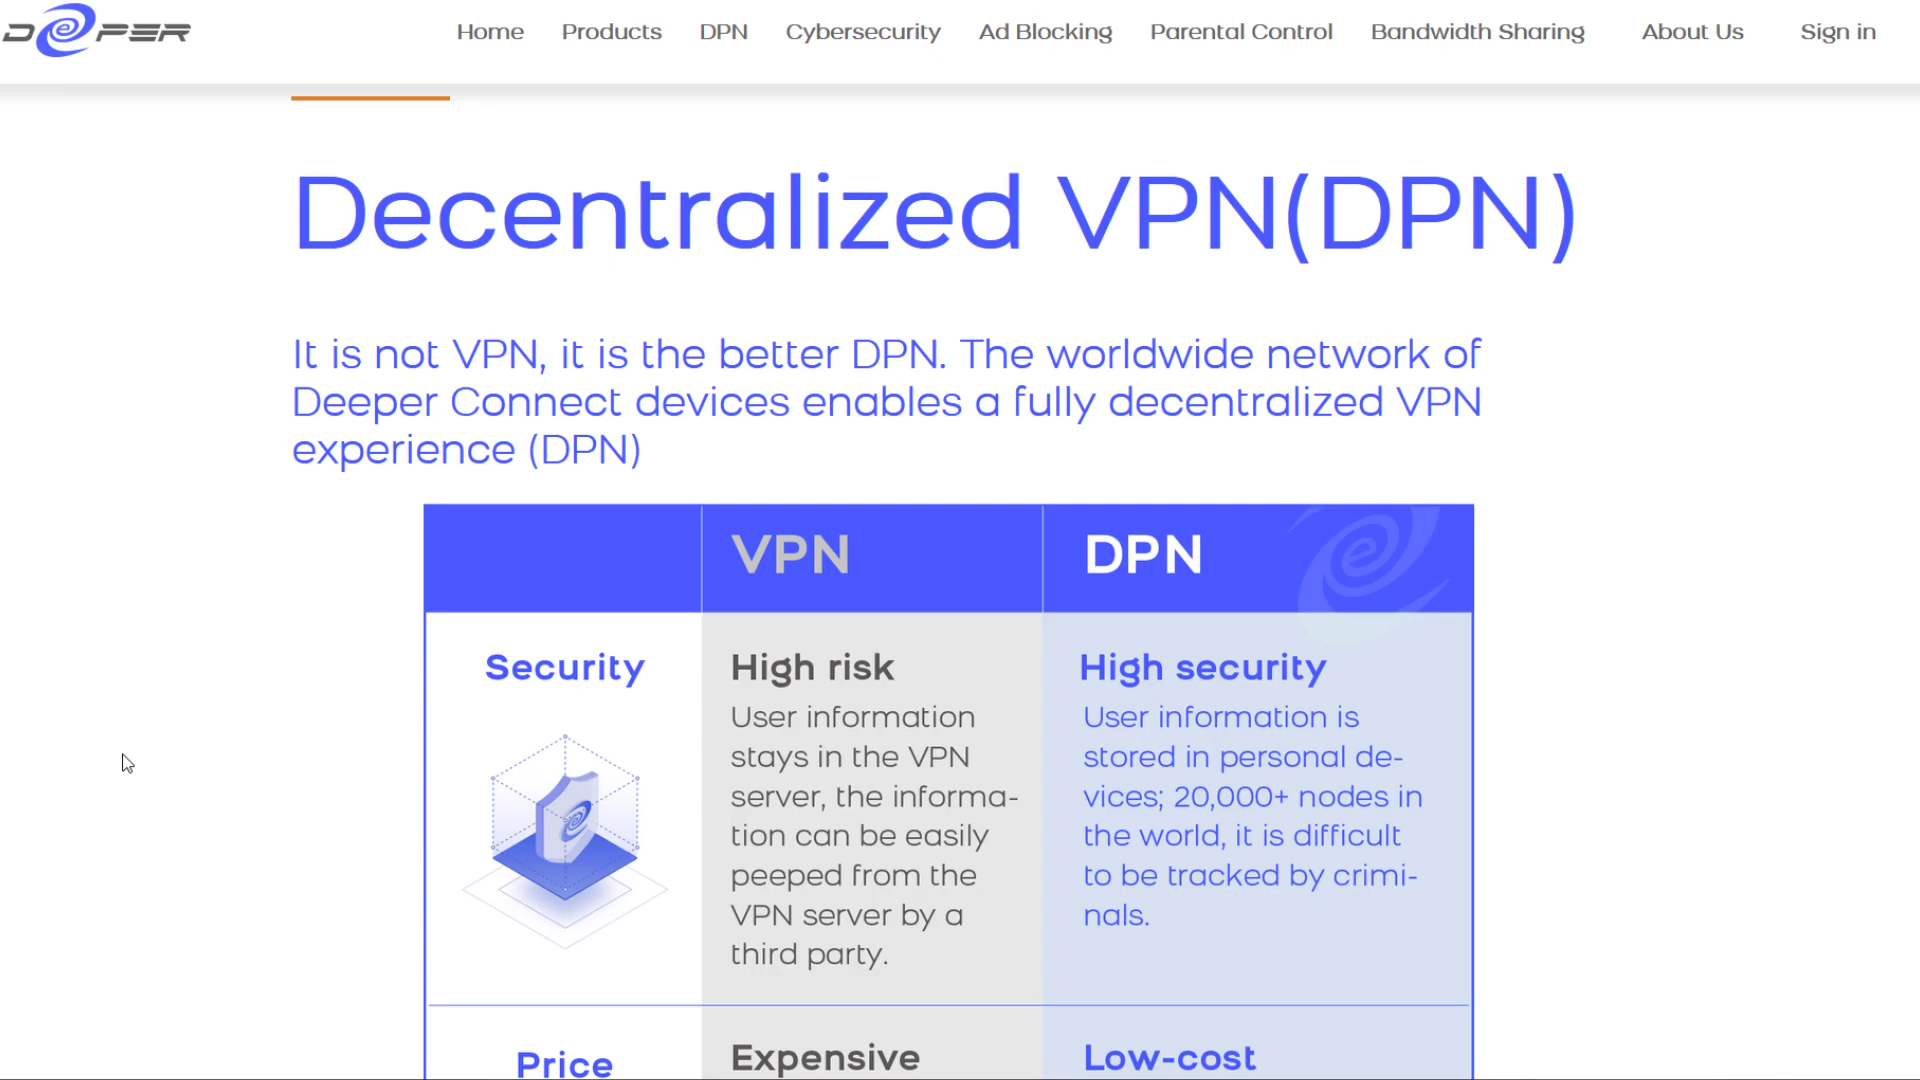 DEEPER
Home Products DPN Cybersecurity Ad Blocking Parental Control Bandwidth Sharing About Us Sign in
Decentralized VPN(DPN)
It is not VPN, it is the better DPN. The worldwide network of
Deeper Connect devices enables a fully decentralized VPN
experience (DPN)
VPN DPN
Security
High risk
User information
stays in the VPN
server, the informa-
tion can be easily
peeped from the
VPN server by a
third party.
High security
User information is
stored in personal de-
vices; 20,000+ nodes in
the world, it is difficult
to be tracked by crimi-
nals.
Price
Expensive
Low-cost